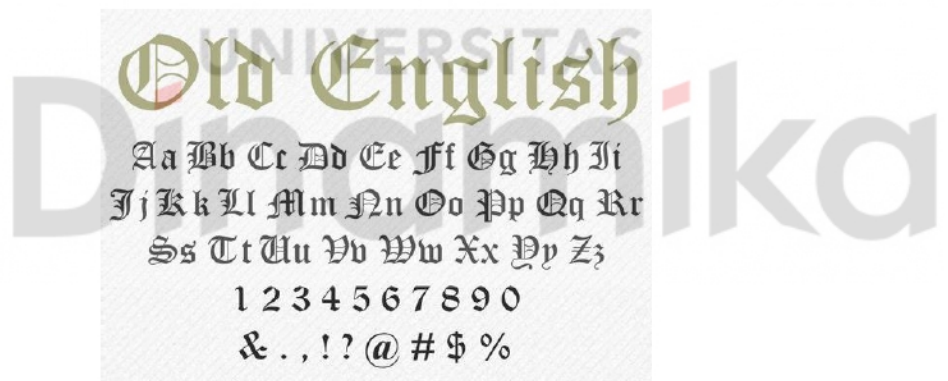 UNIVERSITAS
Dinamika
Old English
Aa Bb Cc Dd Ee Ff Gg Hh Ii
Jj Kk Ll Mm Nn Oo Pp Qq Rr
Ss Tt Uu Vv Ww Xx Yy Zz
1 2 3 4 5 6 7 8 9 0
& . , ! ? @ # $ %